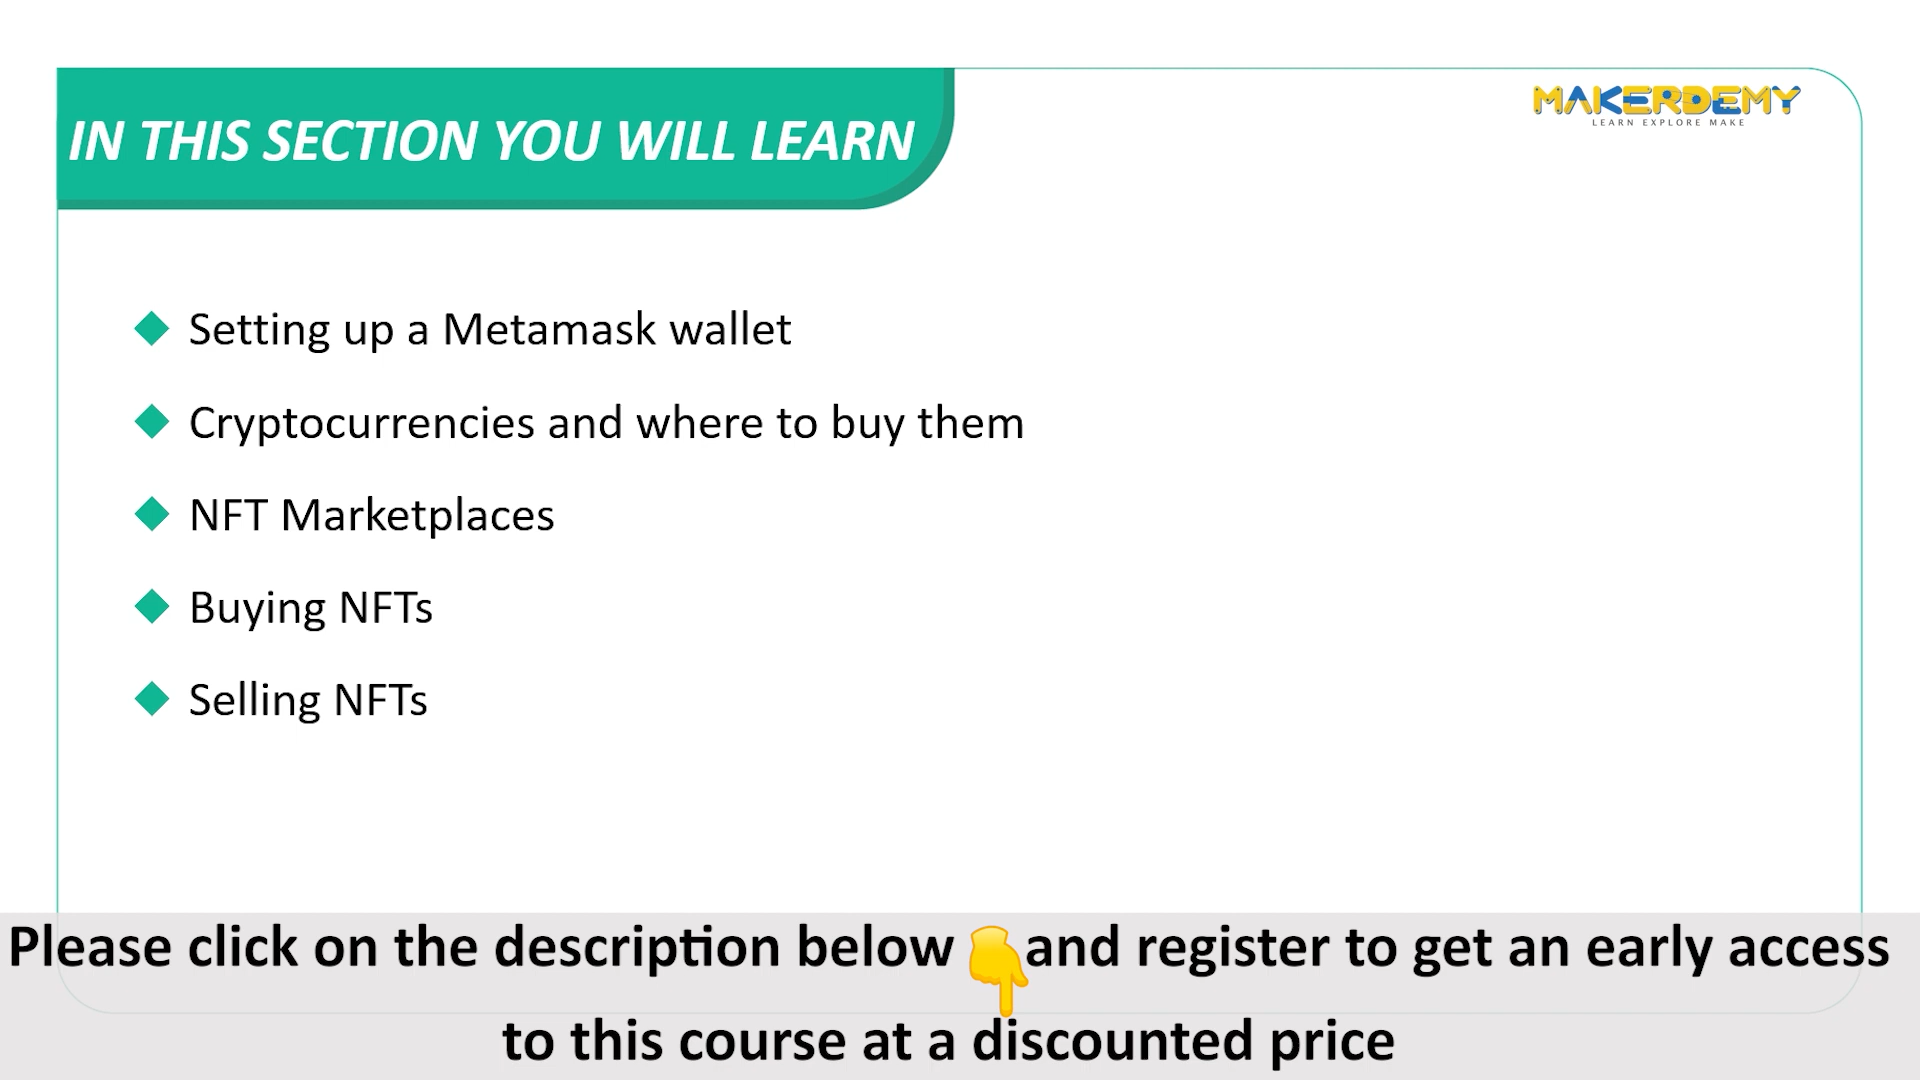 IN THIS SECTION YOU WILL LEARN
MAKERDEMY
LEARN EXPLORE MAKE
Setting up a Metamask wallet
Cryptocurrencies and where to buy them
NFT Marketplaces
Buying NFTs
Selling NFTs
Please click on the description below 👇 and register to get an early access
to this course at a discounted price